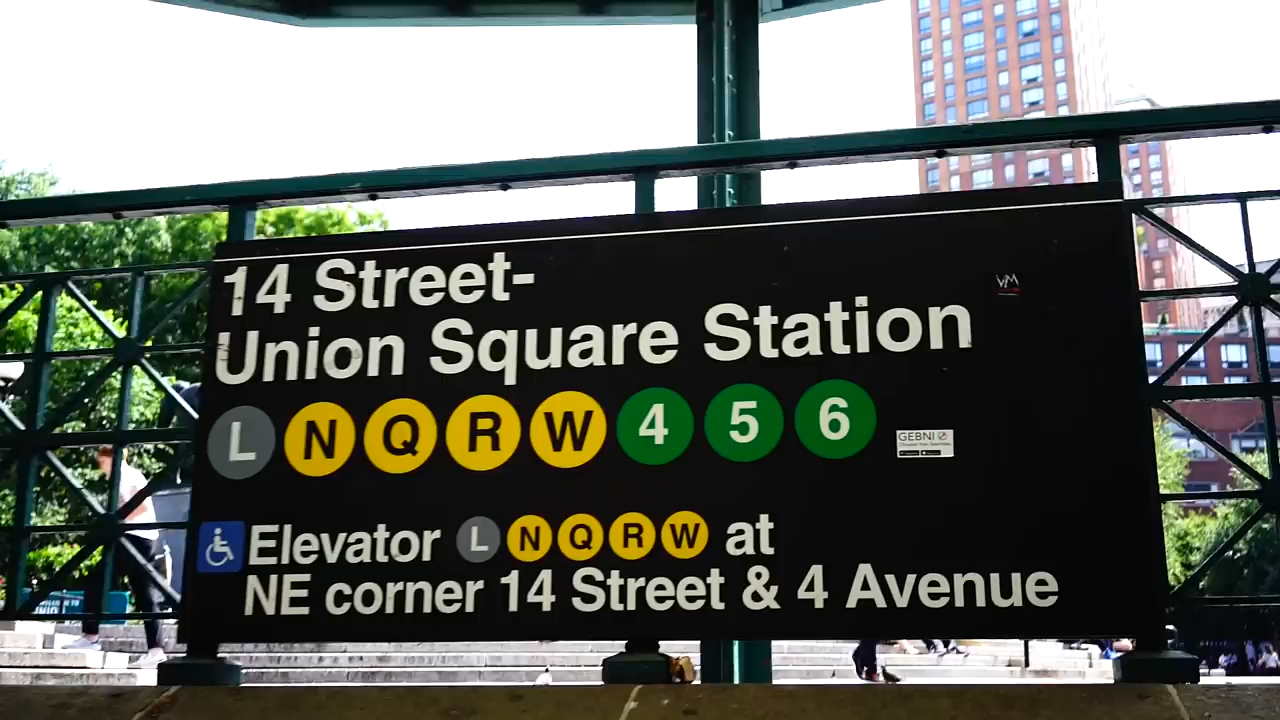 14 Street-
Union Square Station
L N Q R W 4 5 6
GEBNI
Elevator L N Q R W at
NE corner 14 Street & 4 Avenue